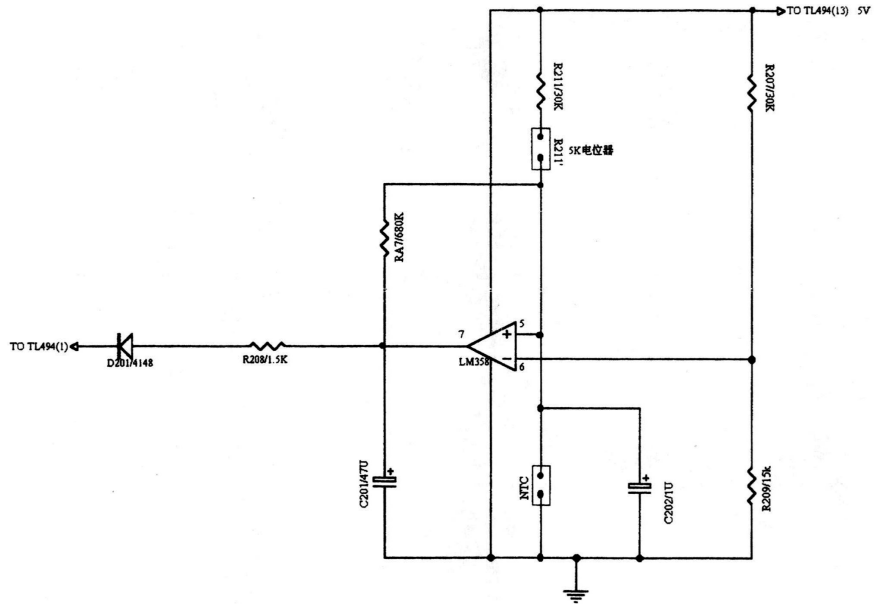 TO TL494(13) 5V
R211/30K
R207/30K
R211'
5K电位器
RA7/680K
7
5
+
−
6
LM358
TO TL494(1)
D201/4148
R208/1.5K
C201/47U
+
NTC
+
C202/1U
R209/15k